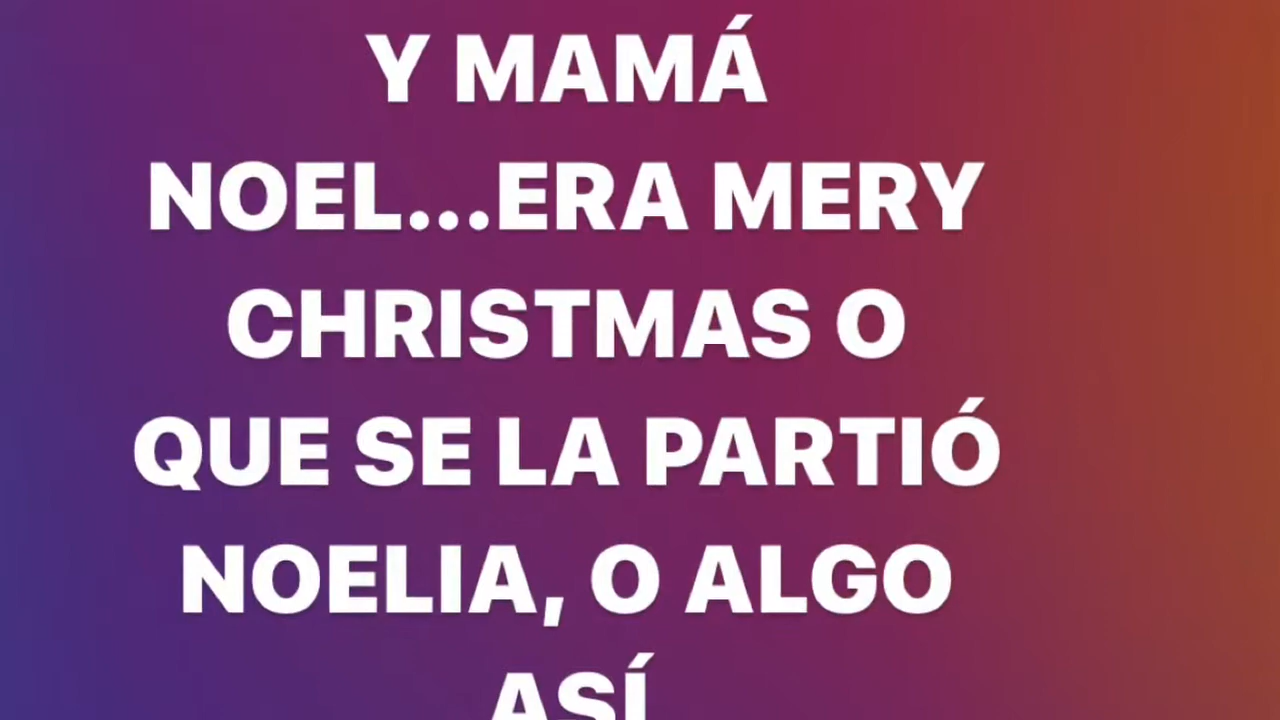 Y MAMÁ
NOEL...ERA MERY
CHRISTMAS O
QUE SE LA PARTIÓ
NOELIA, O ALGO
ASÍ